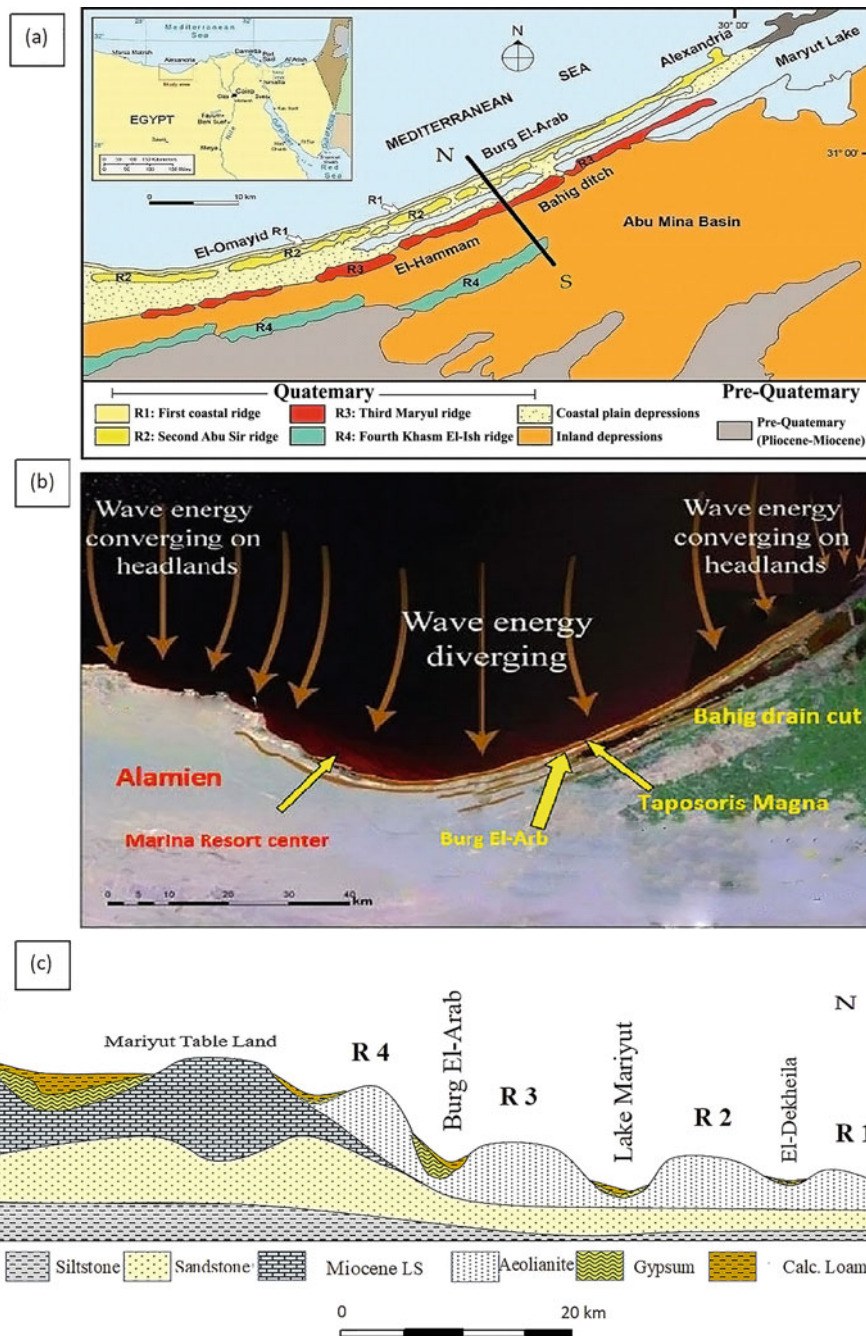 (a)
Mediterranean
Sea
EGYPT
Cairo
Red
Sea
10 km
N
MEDITERRANEAN SEA
30° 00'
31° 00'
Alexandria
Maryut Lake
Burg El-Arab
N
R3
Bahig ditch
Abu Mina Basin
R1
R2
El-Omayid R1
R2
R2
El-Hammam
R3
R4
S
R4
Quatemary
Pre-Quatemary
R1: First coastal ridge
R3: Third Maryul ridge
Coastal plain depressions
Pre-Quatemary
(Pliocene-Miocene)
R2: Second Abu Sir ridge
R4: Fourth Khasm El-Ish ridge
Inland depressions
(b)
Wave energy
converging on
headlands
Wave energy
converging on
headlands
Wave energy
diverging
Bahig drain cut
Alamien
Taposoris Magna
Marina Resort center
Burg El-Arb
0 5 10 20 30 40
km
(c)
N
Mariyut Table Land
R 4
Burg El-Arab
R 3
Lake Mariyut
R 2
El-Dekheila
R 1
Siltstone
Sandstone
Miocene LS
Aeolianite
Gypsum
Calc. Loam
0
20 km